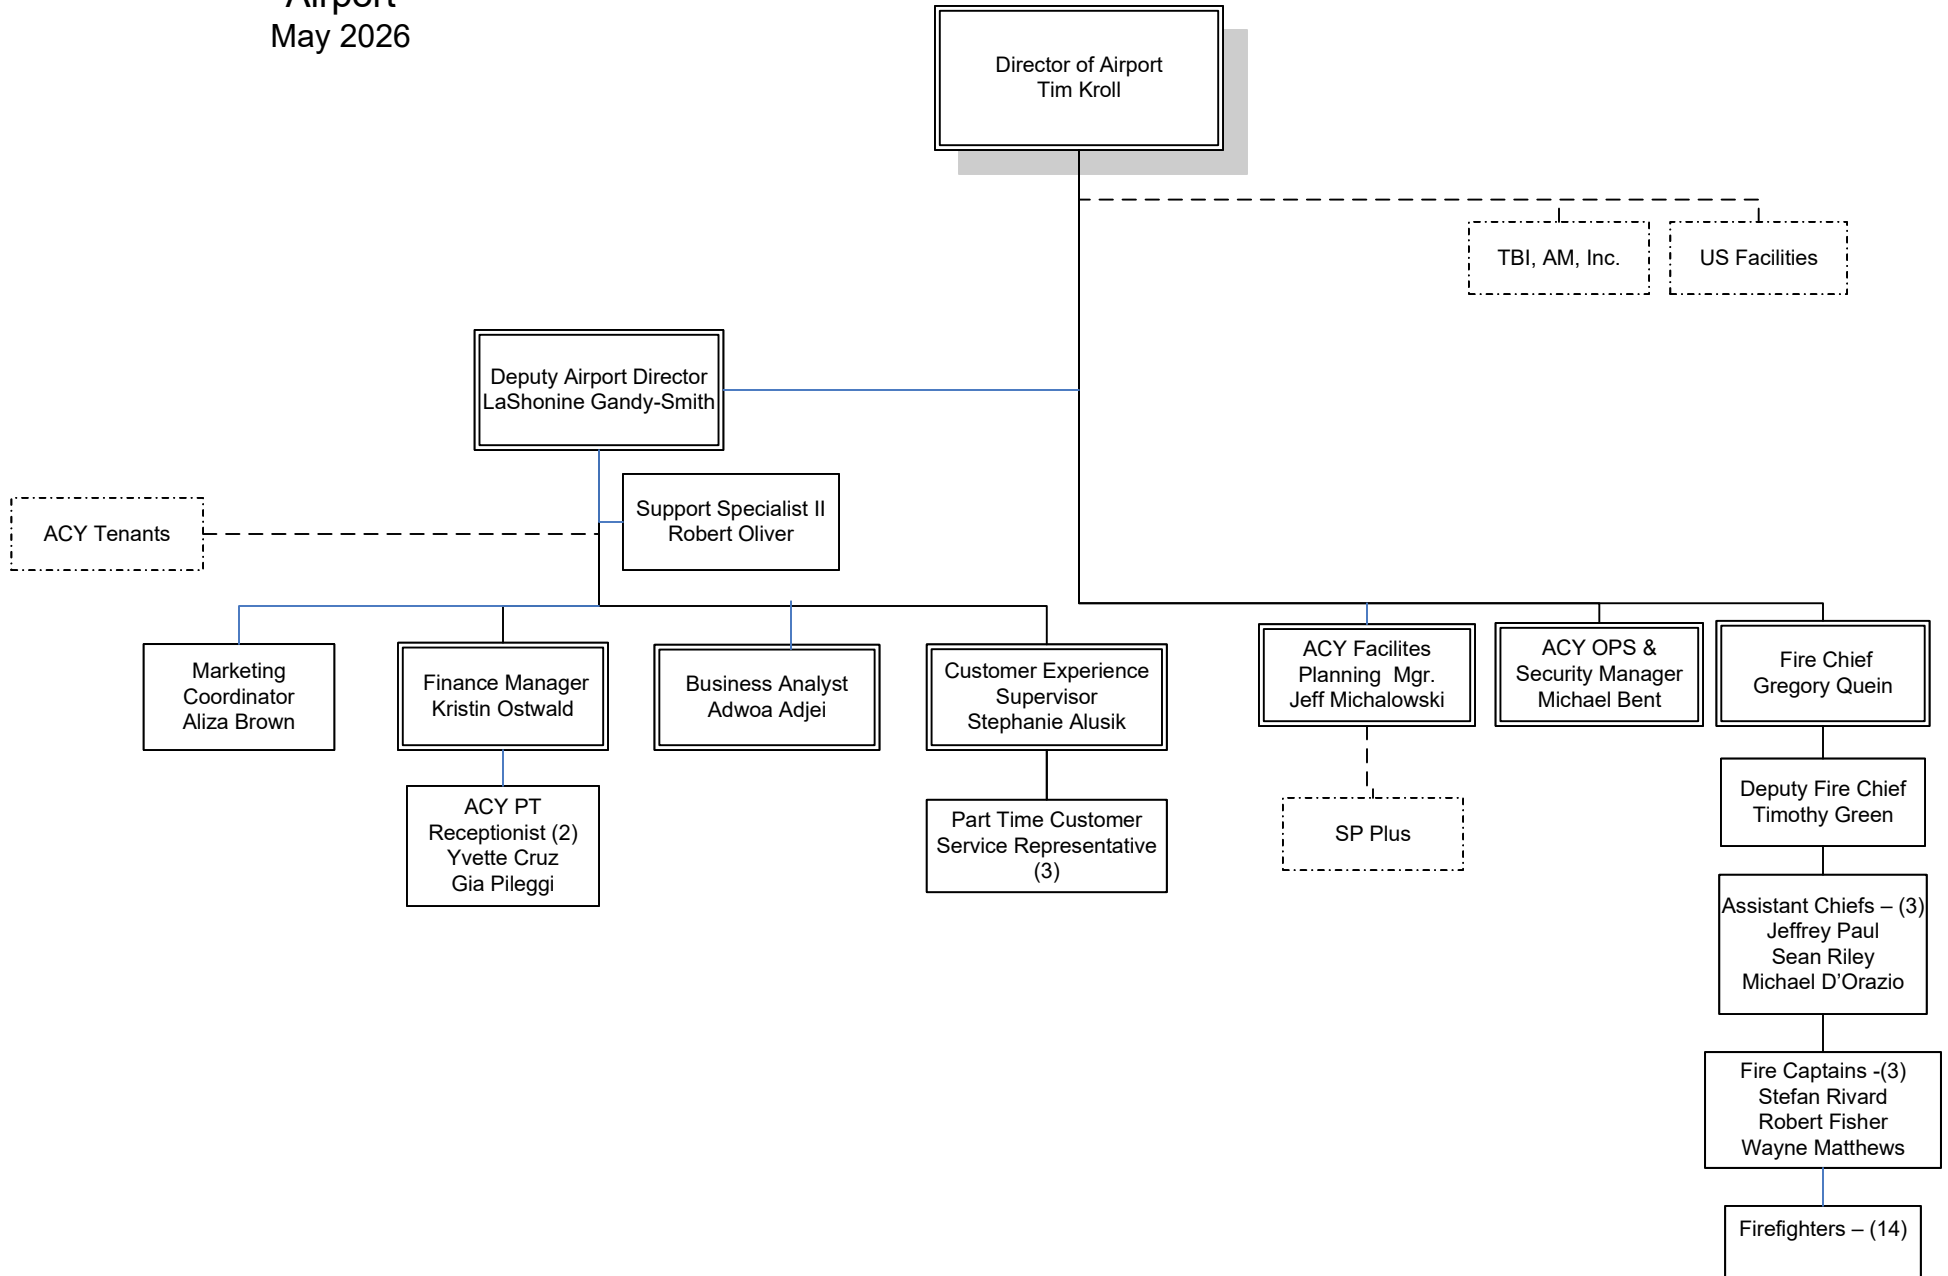 Airport
May 2026
Director of Airport
Tim Kroll
TBI, AM, Inc.
US Facilities
Deputy Airport Director
LaShonine Gandy-Smith
Support Specialist II
Robert Oliver
ACY Tenants
Marketing
Coordinator
Aliza Brown
Finance Manager
Kristin Ostwald
Business Analyst
Adwoa Adjei
Customer Experience
Supervisor
Stephanie Alusik
ACY Facilites
Planning  Mgr.
Jeff Michalowski
ACY OPS &
Security Manager
Michael Bent
Fire Chief
Gregory Quein
ACY PT
Receptionist (2)
Yvette Cruz
Gia Pileggi
Part Time Customer
Service Representative
(3)
SP Plus
Deputy Fire Chief
Timothy Green
Assistant Chiefs – (3)
Jeffrey Paul
Sean Riley
Michael D’Orazio
Fire Captains -(3)
Stefan Rivard
Robert Fisher
Wayne Matthews
Firefighters – (14)